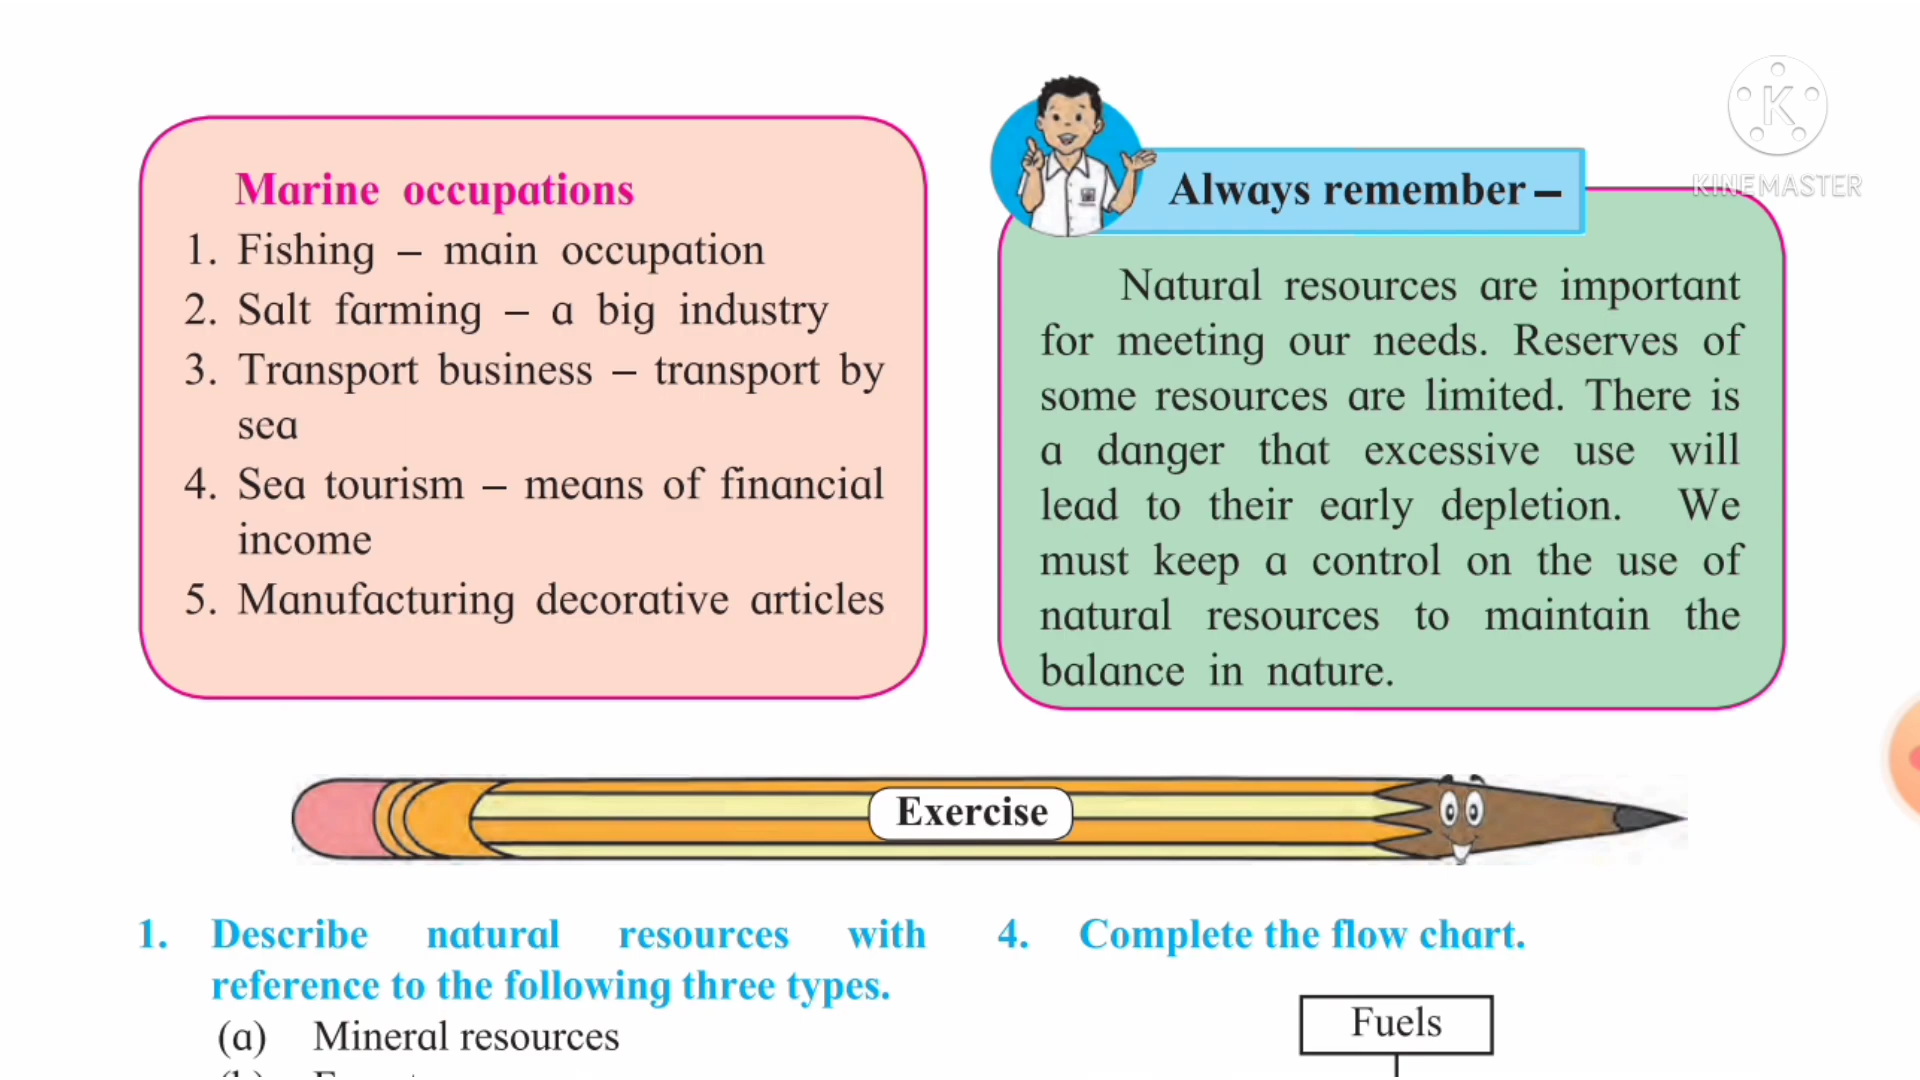 Marine occupations
1. Fishing – main occupation
2. Salt farming – a big industry
3. Transport business – transport by
sea
4. Sea tourism – means of financial
income
5. Manufacturing decorative articles
Always remember –
Natural resources are important
for meeting our needs. Reserves of
some resources are limited. There is
a danger that excessive use will
lead to their early depletion. We
must keep a control on the use of
natural resources to maintain the
balance in nature.
K
KINEMASTER
Exercise
1. Describe natural resources with
reference to the following three types.
(a) Mineral resources
4. Complete the flow chart.
Fuels